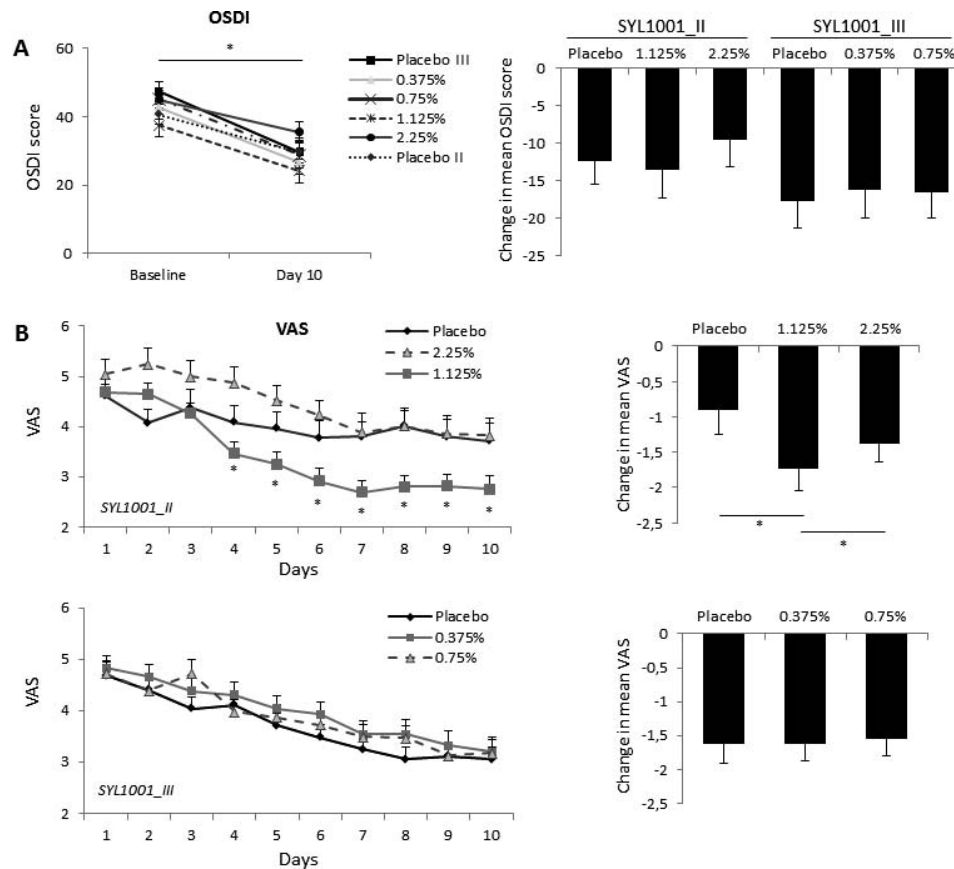 OSDI
A
60
40
20
0
OSDI score
Baseline
Day 10
*
Placebo III
0.375%
0.75%
1.125%
2.25%
Placebo II
SYL1001_II
SYL1001_III
Placebo
1.125%
2.25%
Placebo
0.375%
0.75%
0
-5
-10
-15
-20
-25
Change in mean OSDI score
B
VAS
6
5
4
3
2
VAS
Placebo
2.25%
1.125%
* * * * * * *
SYL1001_II
1 2 3 4 5 6 7 8 9 10
Days
Placebo
1.125%
2.25%
0
-0,5
-1
-1,5
-2
-2,5
Change in mean VAS
*
*
6
5
4
3
2
VAS
Placebo
0.375%
0.75%
SYL1001_III
1 2 3 4 5 6 7 8 9 10
Days
Placebo
0.375%
0.75%
0
-0,5
-1
-1,5
-2
-2,5
Change in mean VAS